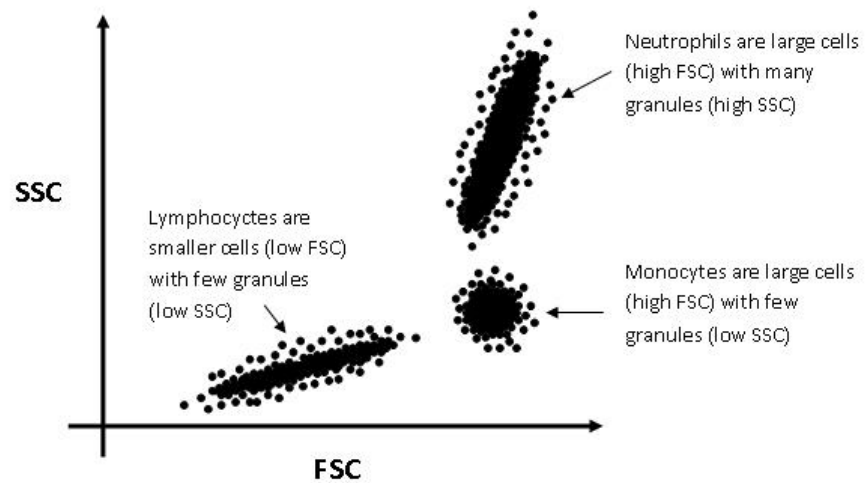 Neutrophils are large cells
(high FSC) with many
granules (high SSC)
SSC
Lymphocyctes are
smaller cells (low FSC)
with few granules
(low SSC)
Monocytes are large cells
(high FSC) with few
granules (low SSC)
FSC